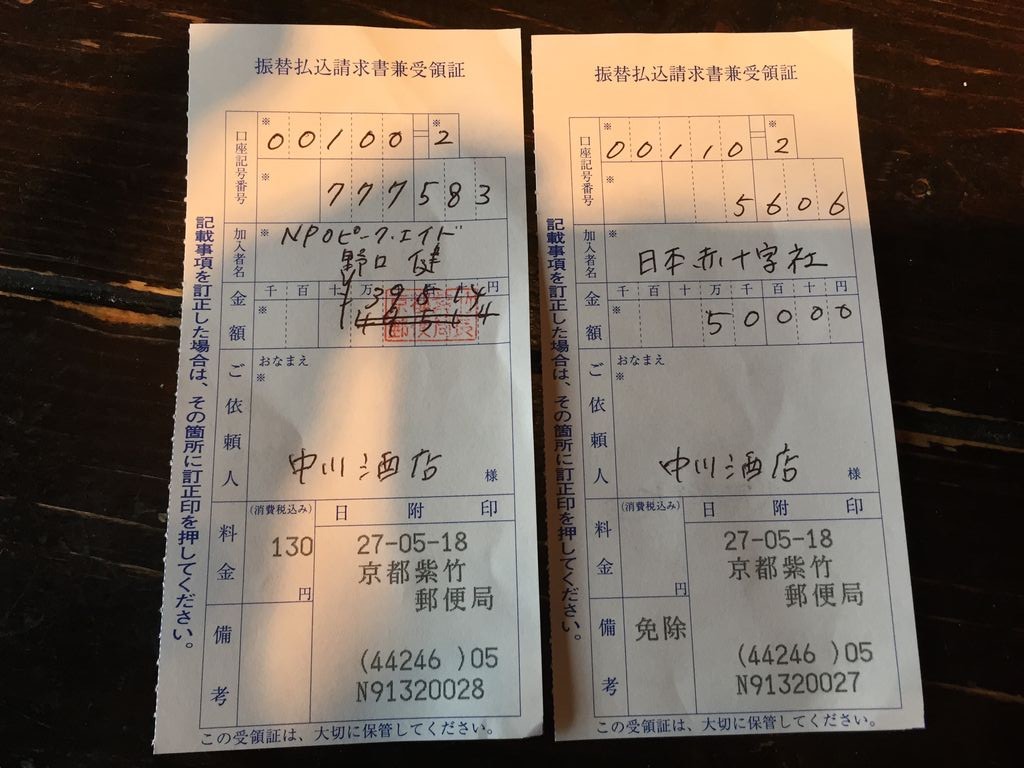 振替払込請求書兼受領証
口座記号番号
※
00100=2
※
777583
加入者名
※
NPOピーク・エイド
野口 健
金額
千 百 十 万 千 百 十 円
※
¥39814
ご依頼人
おなまえ
※
中川酒店
様
料金
(消費税込み)
130
円
日 附 印
27-05-18
京都紫竹
郵便局
(44246 )05
N91320028
備考
記載事項を訂正した場合は、その箇所に訂正印を押してください。
この受領証は、大切に保管してください。
振替払込請求書兼受領証
口座記号番号
※
00110=2
※
5606
加入者名
※
日本赤十字社
金額
千 百 十 万 千 百 十 円
※
50000
ご依頼人
おなまえ
※
中川酒店
様
料金
(消費税込み)
円
日 附 印
27-05-18
京都紫竹
郵便局
(44246 )05
N91320027
備考
免除
記載事項を訂正した場合は、その箇所に訂正印を押してください。
この受領証は、大切に保管してください。